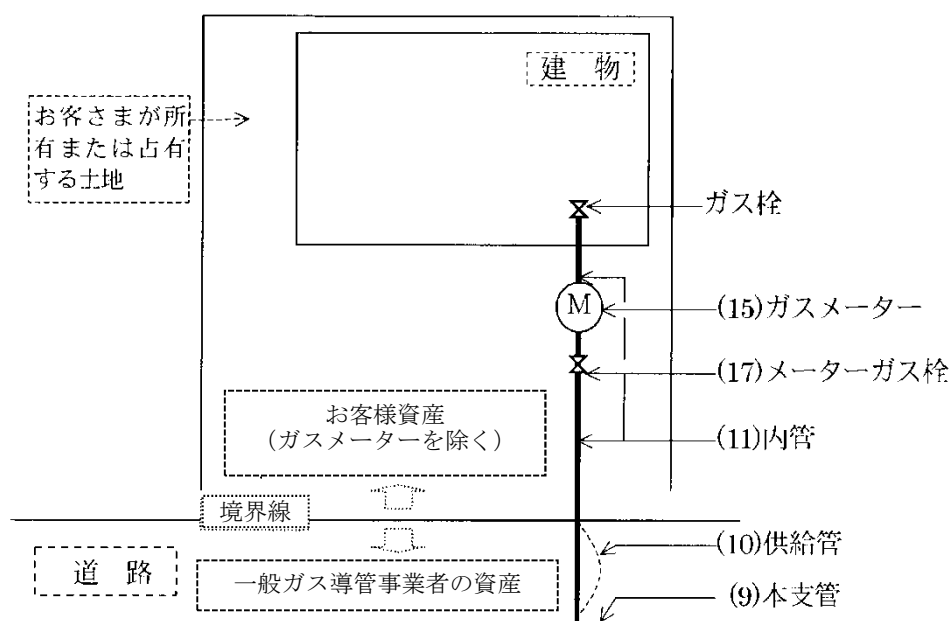 建 物
お客さまが所
有または占有
する土地
ガス栓
M
(15)ガスメーター
(17)メーターガス栓
お客様資産
(ガスメーターを除く)
(11)内管
境界線
(10)供給管
道 路
一般ガス導管事業者の資産
(9)本支管